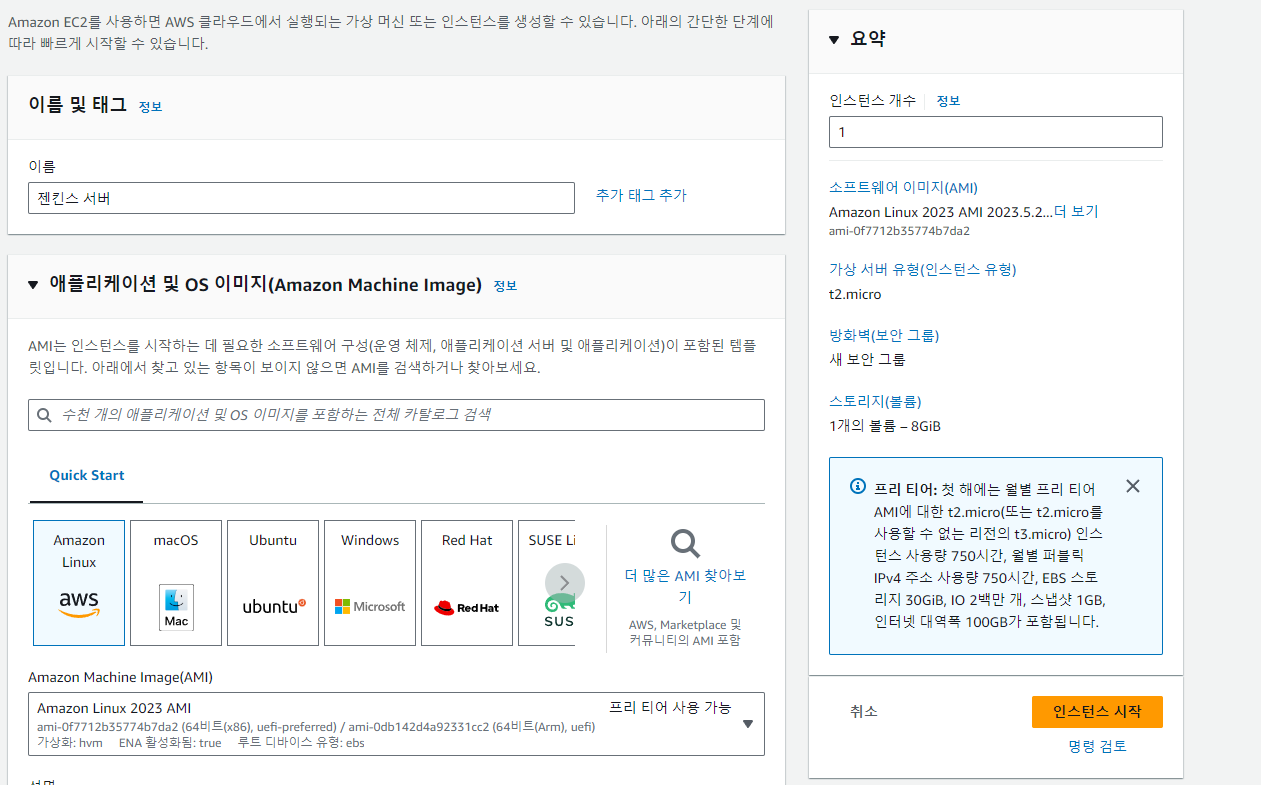 Amazon EC2를 사용하면 AWS 클라우드에서 실행되는 가상 머신 또는 인스턴스를 생성할 수 있습니다. 아래의 간단한 단계에
따라 빠르게 시작할 수 있습니다.
이름 및 태그 정보
이름
젠킨스 서버
추가 태그 추가
애플리케이션 및 OS 이미지(Amazon Machine Image) 정보
AMI는 인스턴스를 시작하는 데 필요한 소프트웨어 구성(운영 체제, 애플리케이션 서버 및 애플리케이션)이 포함된 템플
릿입니다. 아래에서 찾고 있는 항목이 보이지 않으면 AMI를 검색하거나 찾아보세요.
수천 개의 애플리케이션 및 OS 이미지를 포함하는 전체 카탈로그 검색
Quick Start
Amazon
Linux
aws
macOS
Mac
Ubuntu
ubuntu
Windows
Microsoft
Red Hat
Red Hat
SUSE Li
SUS
더 많은 AMI 찾아보
기
AWS, Marketplace 및
커뮤니티의 AMI 포함
Amazon Machine Image(AMI)
Amazon Linux 2023 AMI
프리 티어 사용 가능
ami-0f7712b35774b7da2 (64비트(x86), uefi-preferred) / ami-0db142d4a92331cc2 (64비트(Arm), uefi)
가상화: hvm ENA 활성화됨: true 루트 디바이스 유형: ebs
요약
인스턴스 개수 정보
1
소프트웨어 이미지(AMI)
Amazon Linux 2023 AMI 2023.5.2...더 보기
ami-0f7712b35774b7da2
가상 서버 유형(인스턴스 유형)
t2.micro
방화벽(보안 그룹)
새 보안 그룹
스토리지(볼륨)
1개의 볼륨 – 8GiB
프리 티어: 첫 해에는 월별 프리 티어
AMI에 대한 t2.micro(또는 t2.micro를
사용할 수 없는 리전의 t3.micro) 인스
턴스 사용량 750시간, 월별 퍼블릭
IPv4 주소 사용량 750시간, EBS 스토
리지 30GiB, IO 2백만 개, 스냅샷 1GB,
인터넷 대역폭 100GB가 포함됩니다.
취소
인스턴스 시작
명령 검토